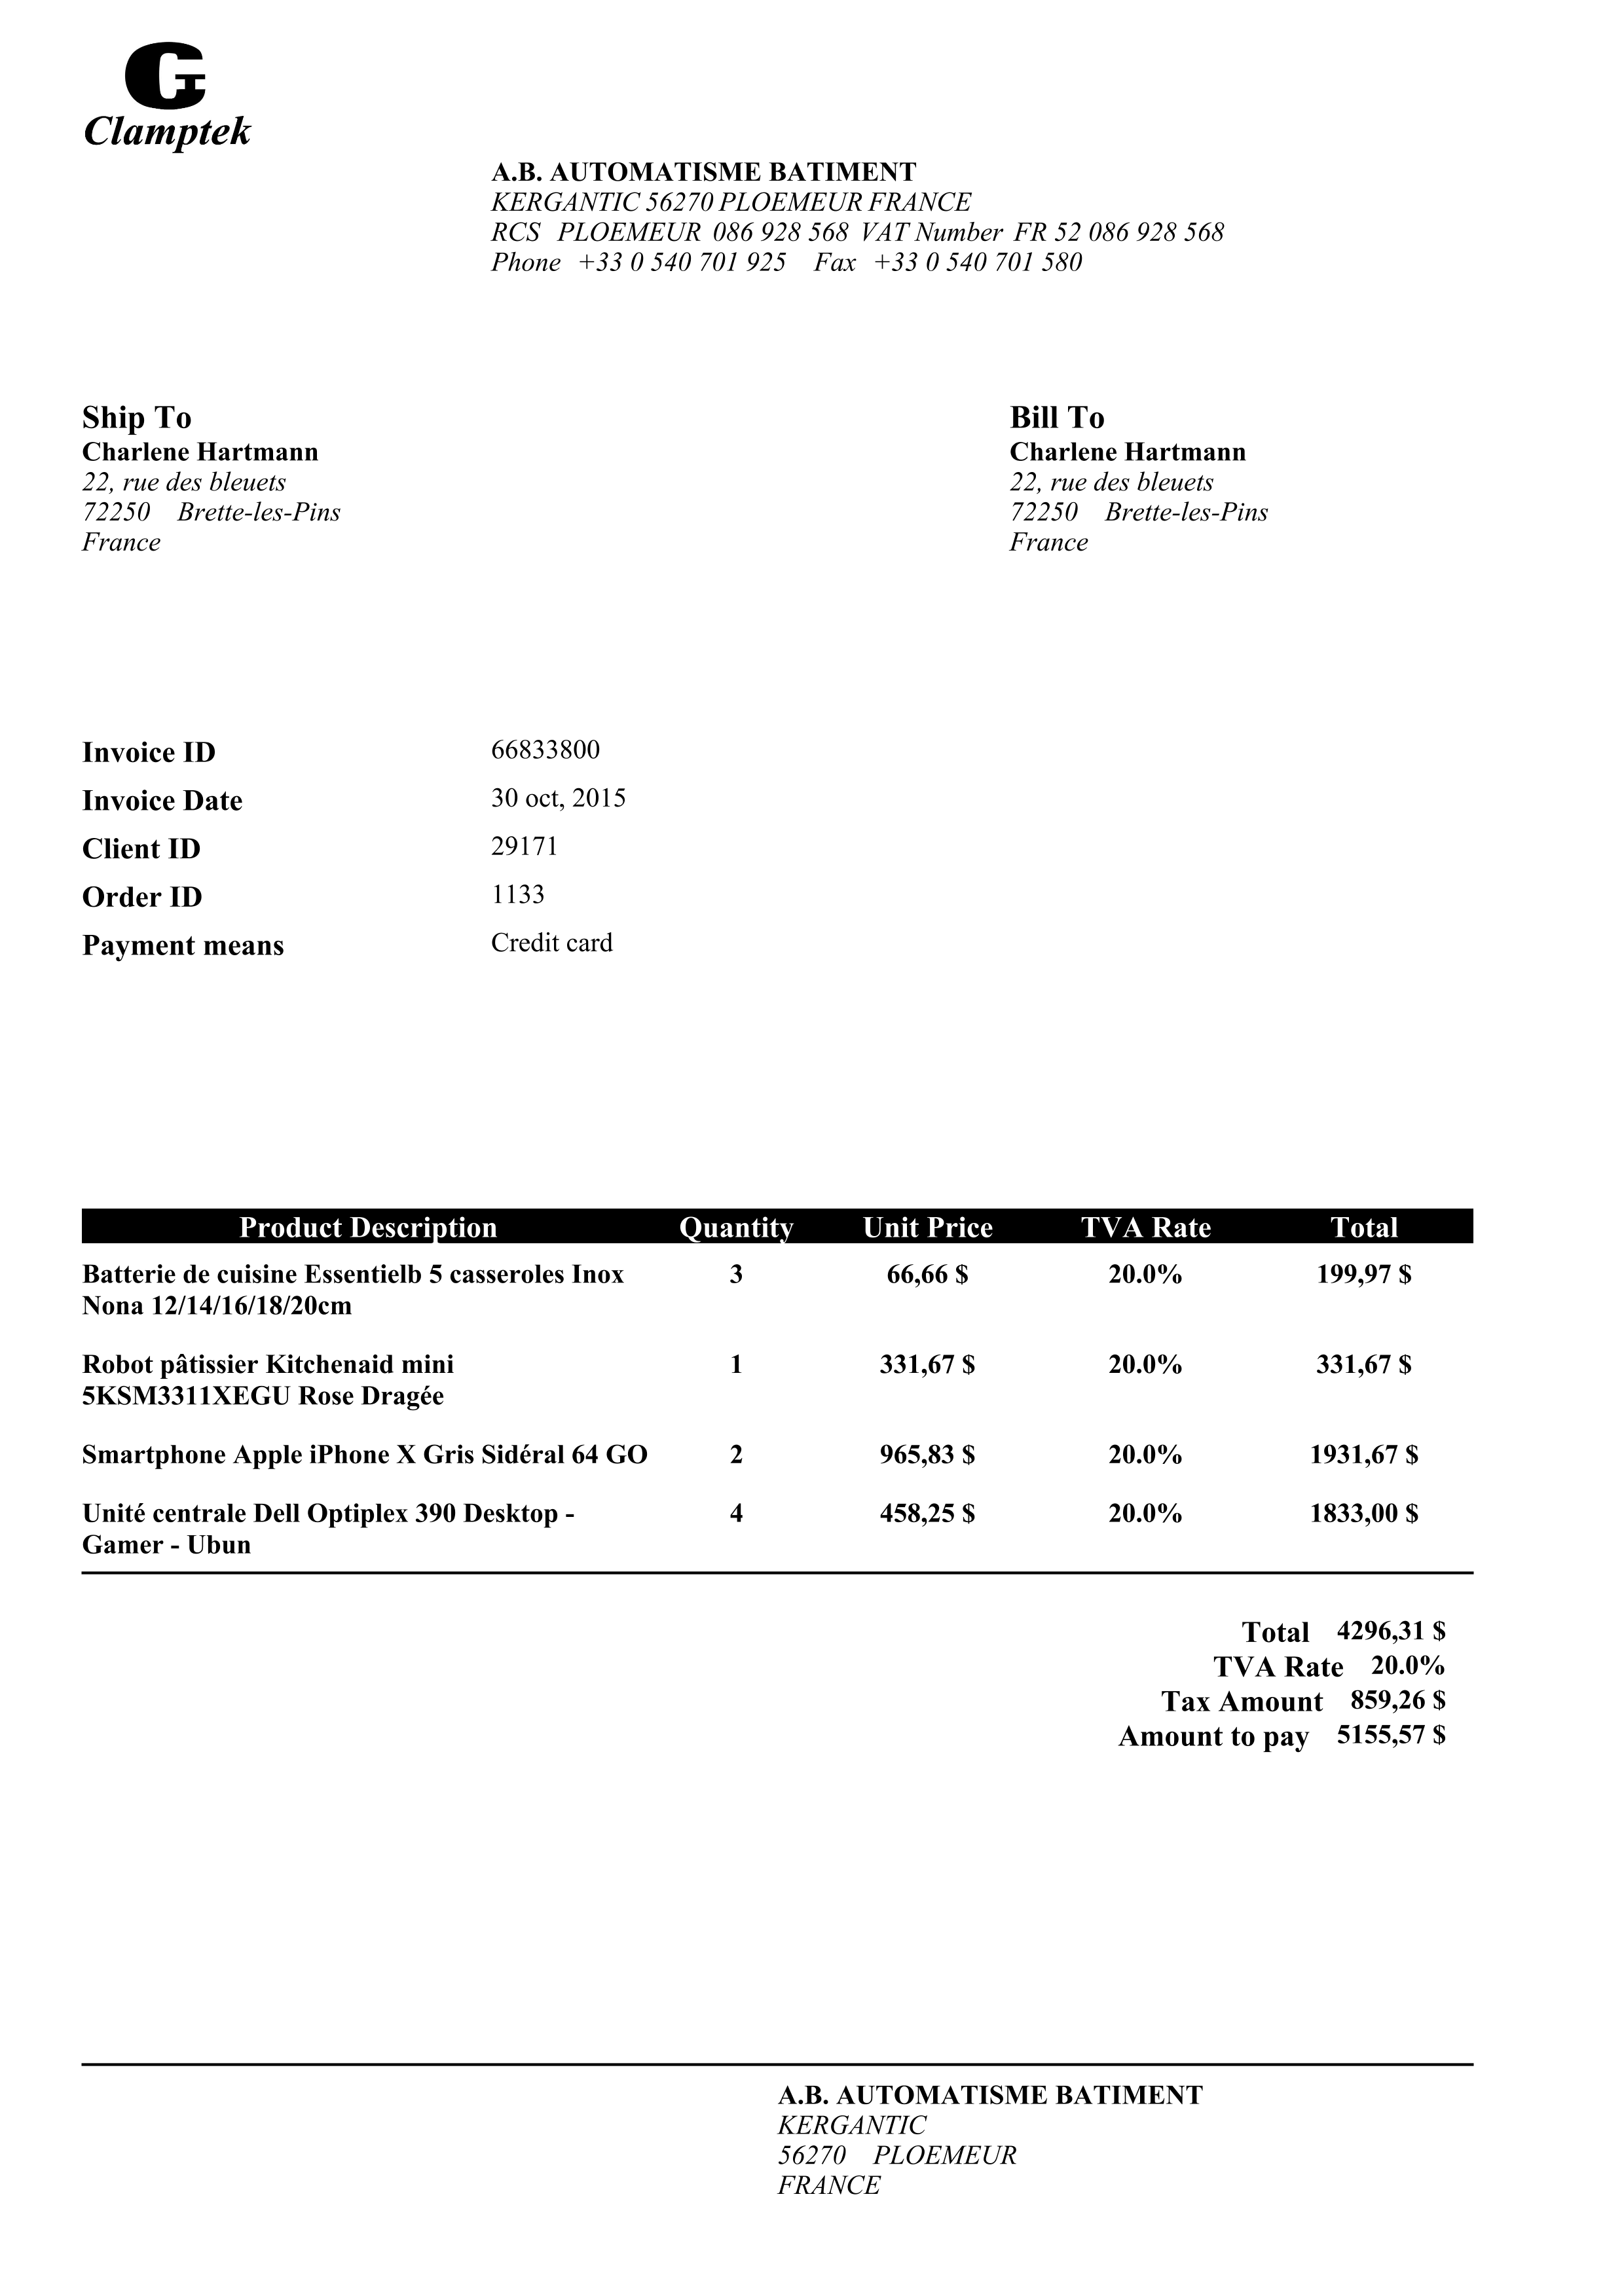 Clamptek
A.B. AUTOMATISME BATIMENT
KERGANTIC 56270 PLOEMEUR FRANCE
RCS PLOEMEUR 086 928 568 VAT Number FR 52 086 928 568
Phone +33 0 540 701 925 Fax +33 0 540 701 580
Ship To
Charlene Hartmann
22, rue des bleuets
72250 Brette-les-Pins
France
Bill To
Charlene Hartmann
22, rue des bleuets
72250 Brette-les-Pins
France
Invoice ID 66833800
Invoice Date 30 oct, 2015
Client ID 29171
Order ID 1133
Payment means Credit card
Product Description Quantity Unit Price TVA Rate Total
Batterie de cuisine Essentielb 5 casseroles Inox 3 66,66 $ 20.0% 199,97 $
Nona 12/14/16/18/20cm
Robot pâtissier Kitchenaid mini 1 331,67 $ 20.0% 331,67 $
5KSM3311XEGU Rose Dragée
Smartphone Apple iPhone X Gris Sidéral 64 GO 2 965,83 $ 20.0% 1931,67 $
Unité centrale Dell Optiplex 390 Desktop - 4 458,25 $ 20.0% 1833,00 $
Gamer - Ubun
Total 4296,31 $
TVA Rate 20.0%
Tax Amount 859,26 $
Amount to pay 5155,57 $
A.B. AUTOMATISME BATIMENT
KERGANTIC
56270 PLOEMEUR
FRANCE